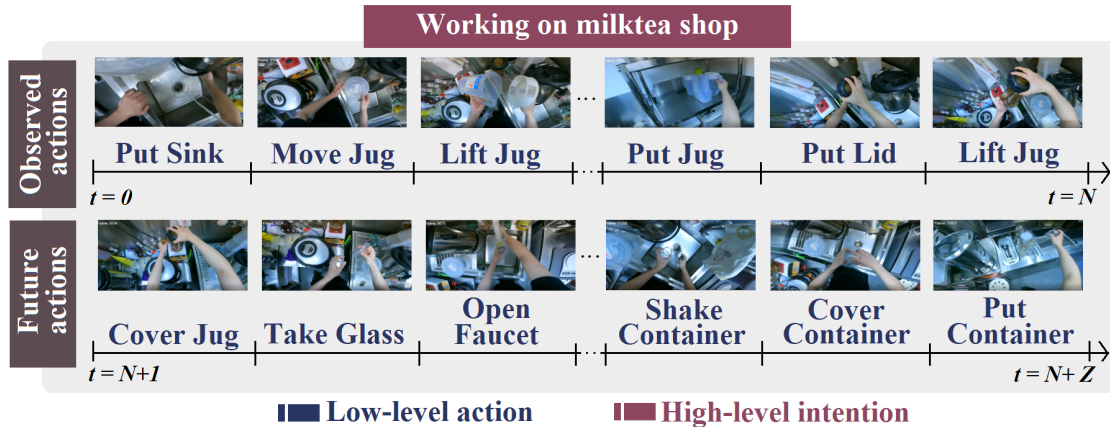 Working on milktea shop
Observed actions
Put Sink
Move Jug
Lift Jug
...
Put Jug
Put Lid
Lift Jug
t = 0
t = N
Future actions
Cover Jug
Take Glass
Open Faucet
...
Shake Container
Cover Container
Put Container
t = N+1
t = N+ Z
Low-level action
High-level intention